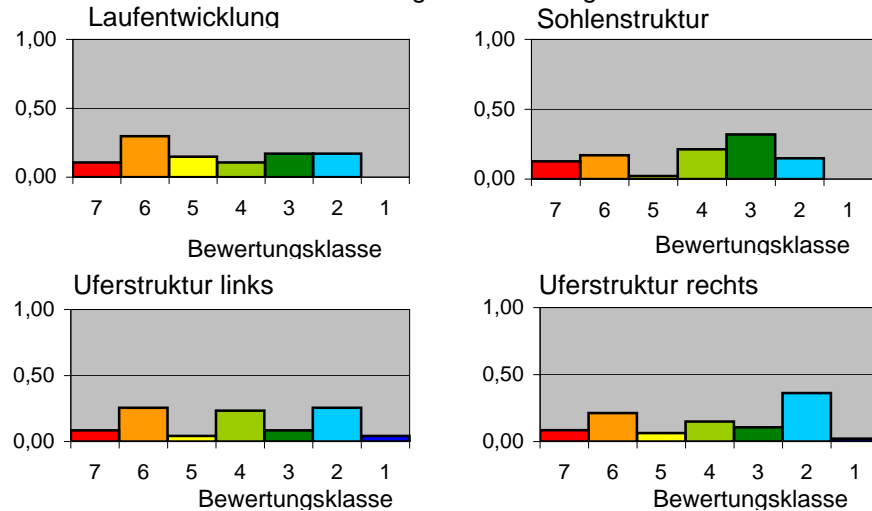 Laufentwicklung
1,00
0,50
0,00
7 6 5 4 3 2 1
Bewertungsklasse
Sohlenstruktur
1,00
0,50
0,00
7 6 5 4 3 2 1
Bewertungsklasse
Uferstruktur links
1,00
0,50
0,00
7 6 5 4 3 2 1
Bewertungsklasse
Uferstruktur rechts
1,00
0,50
0,00
7 6 5 4 3 2 1
Bewertungsklasse